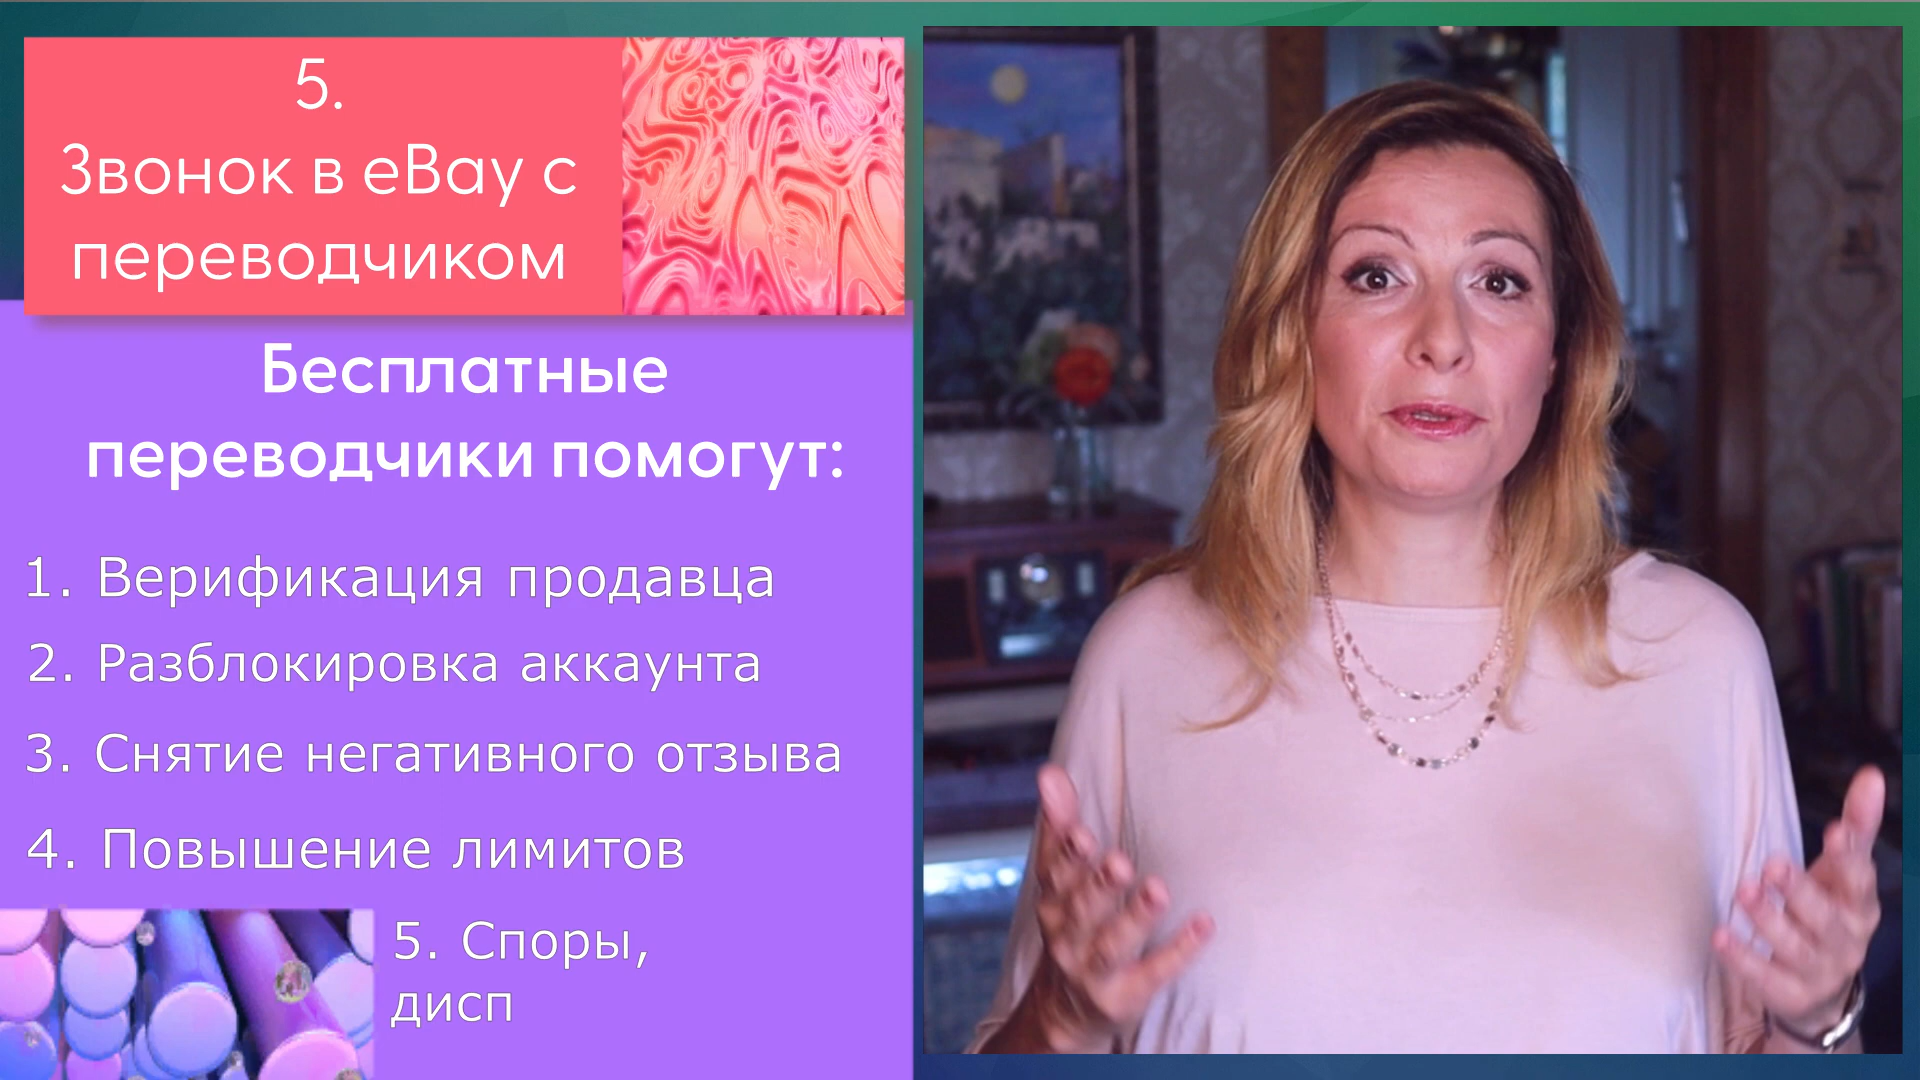 5.
Звонок в eBay с
переводчиком
Бесплатные
переводчики помогут:
1. Верификация продавца
2. Разблокировка аккаунта
3. Снятие негативного отзыва
4. Повышение лимитов
5. Споры,
дисп